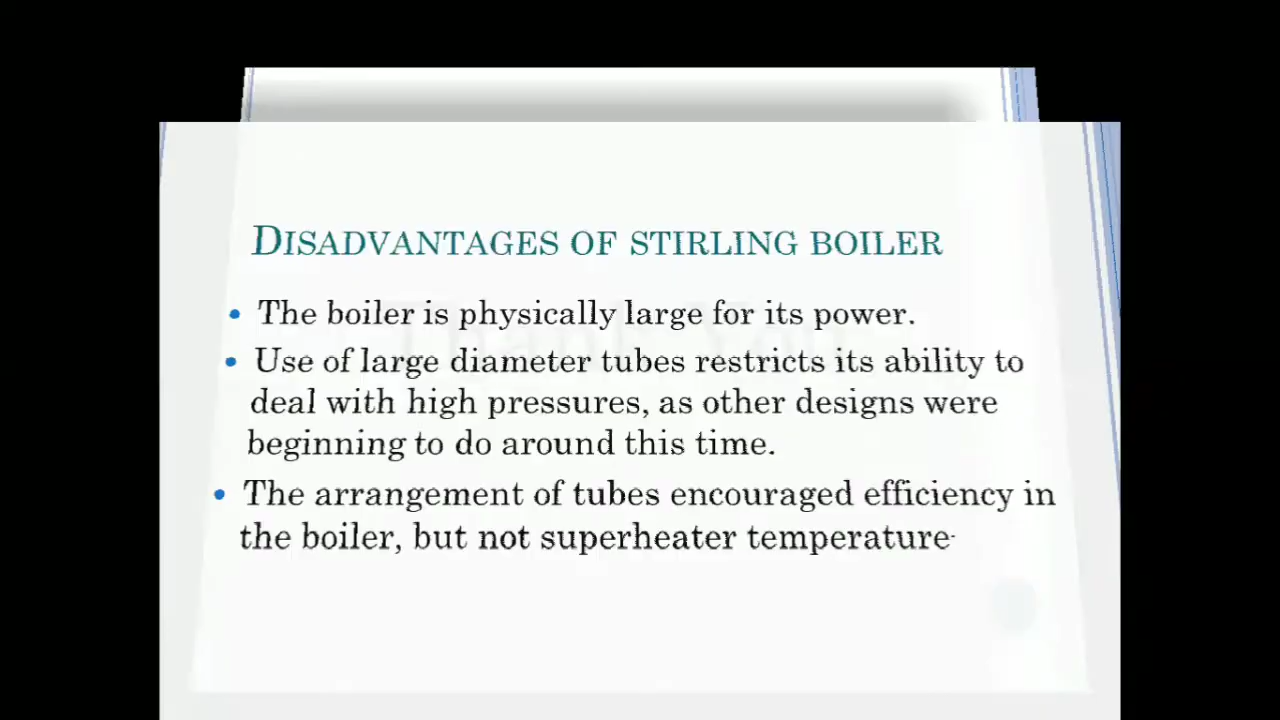 DISADVANTAGES OF STIRLING BOILER
• The boiler is physically large for its power.
• Use of large diameter tubes restricts its ability to
deal with high pressures, as other designs were
beginning to do around this time.
• The arrangement of tubes encouraged efficiency in
the boiler, but not superheater temperature
Thank You